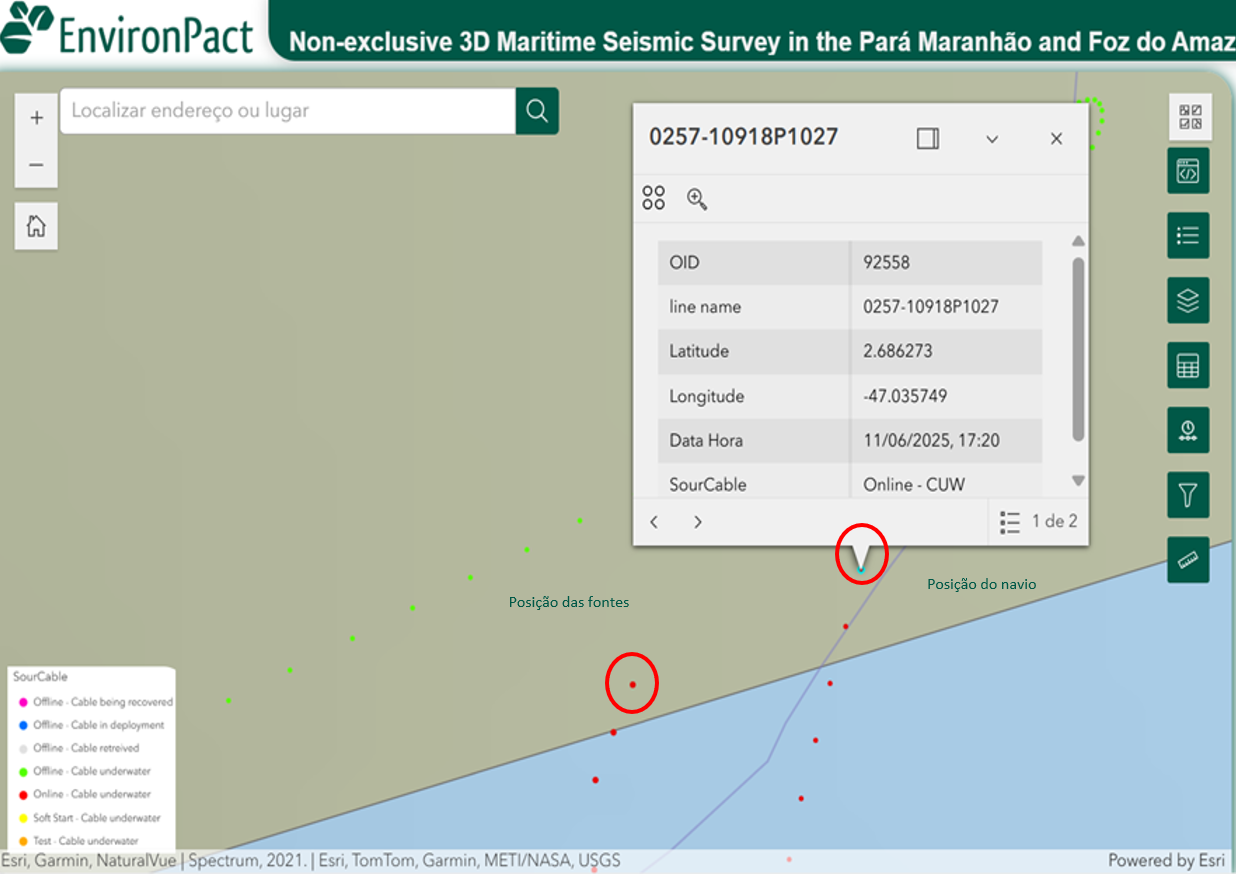 EnvironPact
Non-exclusive 3D Maritime Seismic Survey in the Pará Maranhão and Foz do Amaz
+
Localizar endereço ou lugar
−
0257-10918P1027
OID 92558
line name 0257-10918P1027
Latitude 2.686273
Longitude -47.035749
Data Hora 11/06/2025, 17:20
SourCable Online - CUW
1 de 2
Posição das fontes
Posição do navio
SourCable
Offline - Cable being recovered
Offline - Cable in deployment
Offline - Cable retreived
Offline - Cable underwater
Online - Cable underwater
Soft Start - Cable underwater
Test - Cable underwater
Esri, Garmin, NaturalVue | Spectrum, 2021. | Esri, TomTom, Garmin, METI/NASA, USGS
Powered by Esri